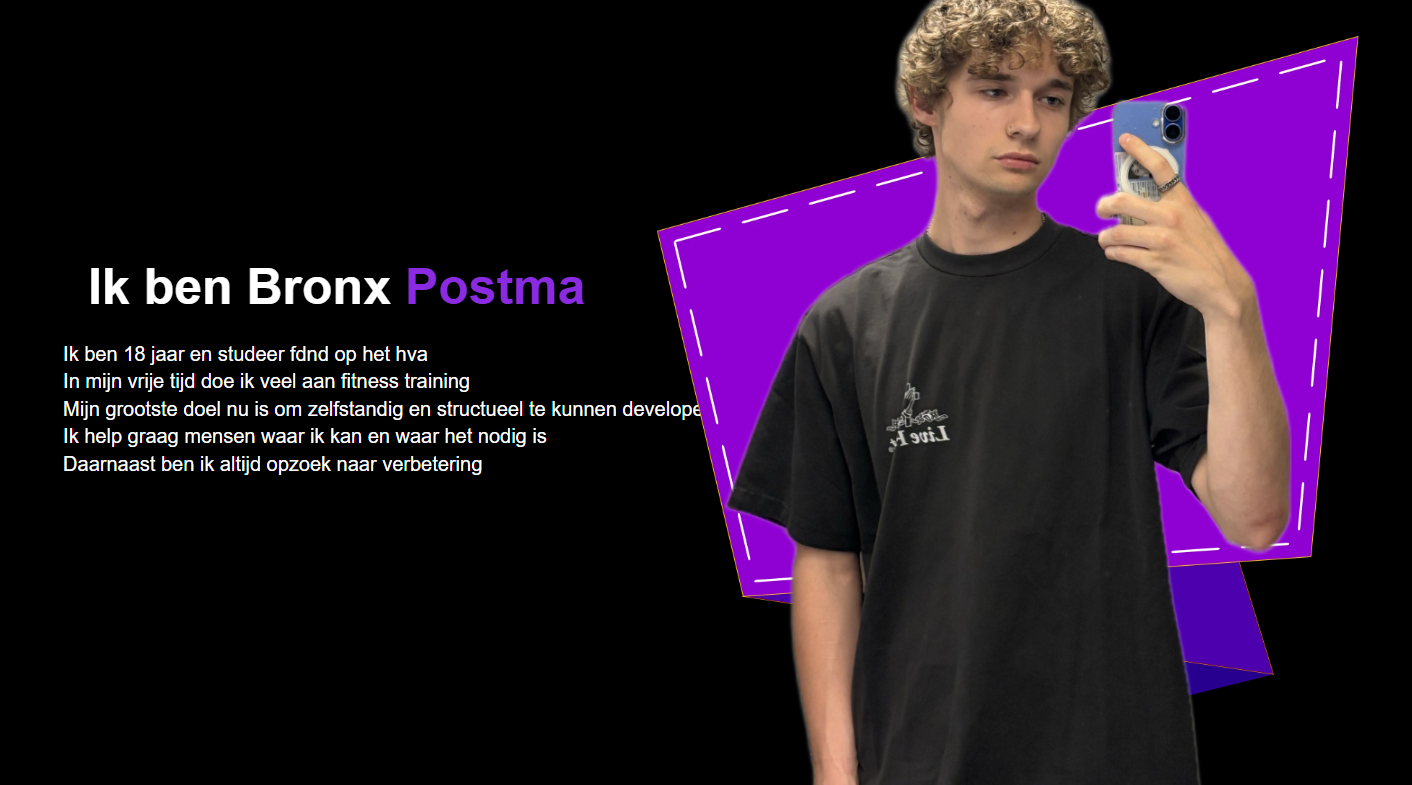 Ik ben Bronx Postma
Ik ben 18 jaar en studeer fdnd op het hva
In mijn vrije tijd doe ik veel aan fitness training
Mijn grootste doel nu is om zelfstandig en structueel te kunnen develope
Ik help graag mensen waar ik kan en waar het nodig is
Daarnaast ben ik altijd opzoek naar verbetering
Live